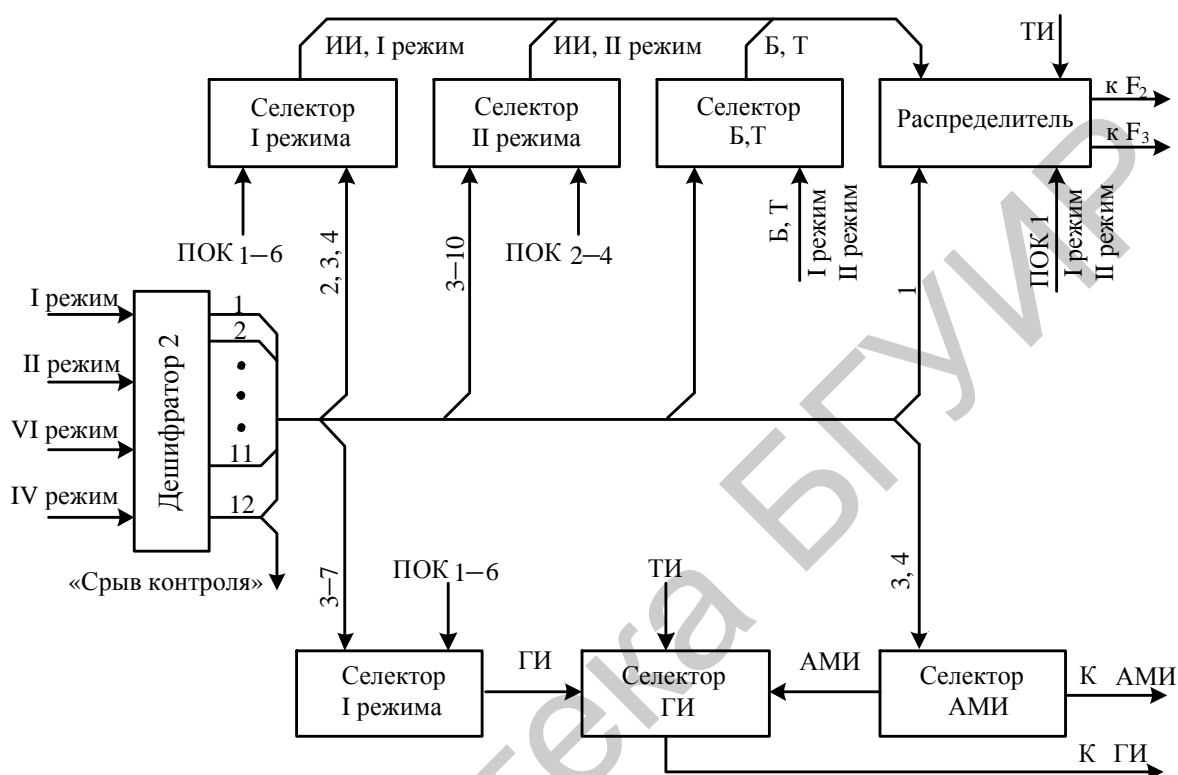 ИИ, I режим
ИИ, II режим
Б, Т
ТИ
Селектор
I режима
Селектор
II режима
Селектор
Б,Т
Распределитель
к F₂
к F₃
ПОК 1–6
2, 3, 4
3–10
ПОК 2–4
Б, Т
I режим
II режим
1
ПОК 1
I режим
II режим
I режим
II режим
VI режим
IV режим
Дешифратор 2
1
2
11
12
«Срыв контроля»
3–7
ПОК 1–6
ТИ
3, 4
Селектор
I режима
ГИ
Селектор
ГИ
АМИ
Селектор
АМИ
К АМИ
К ГИ
тека БГУИР